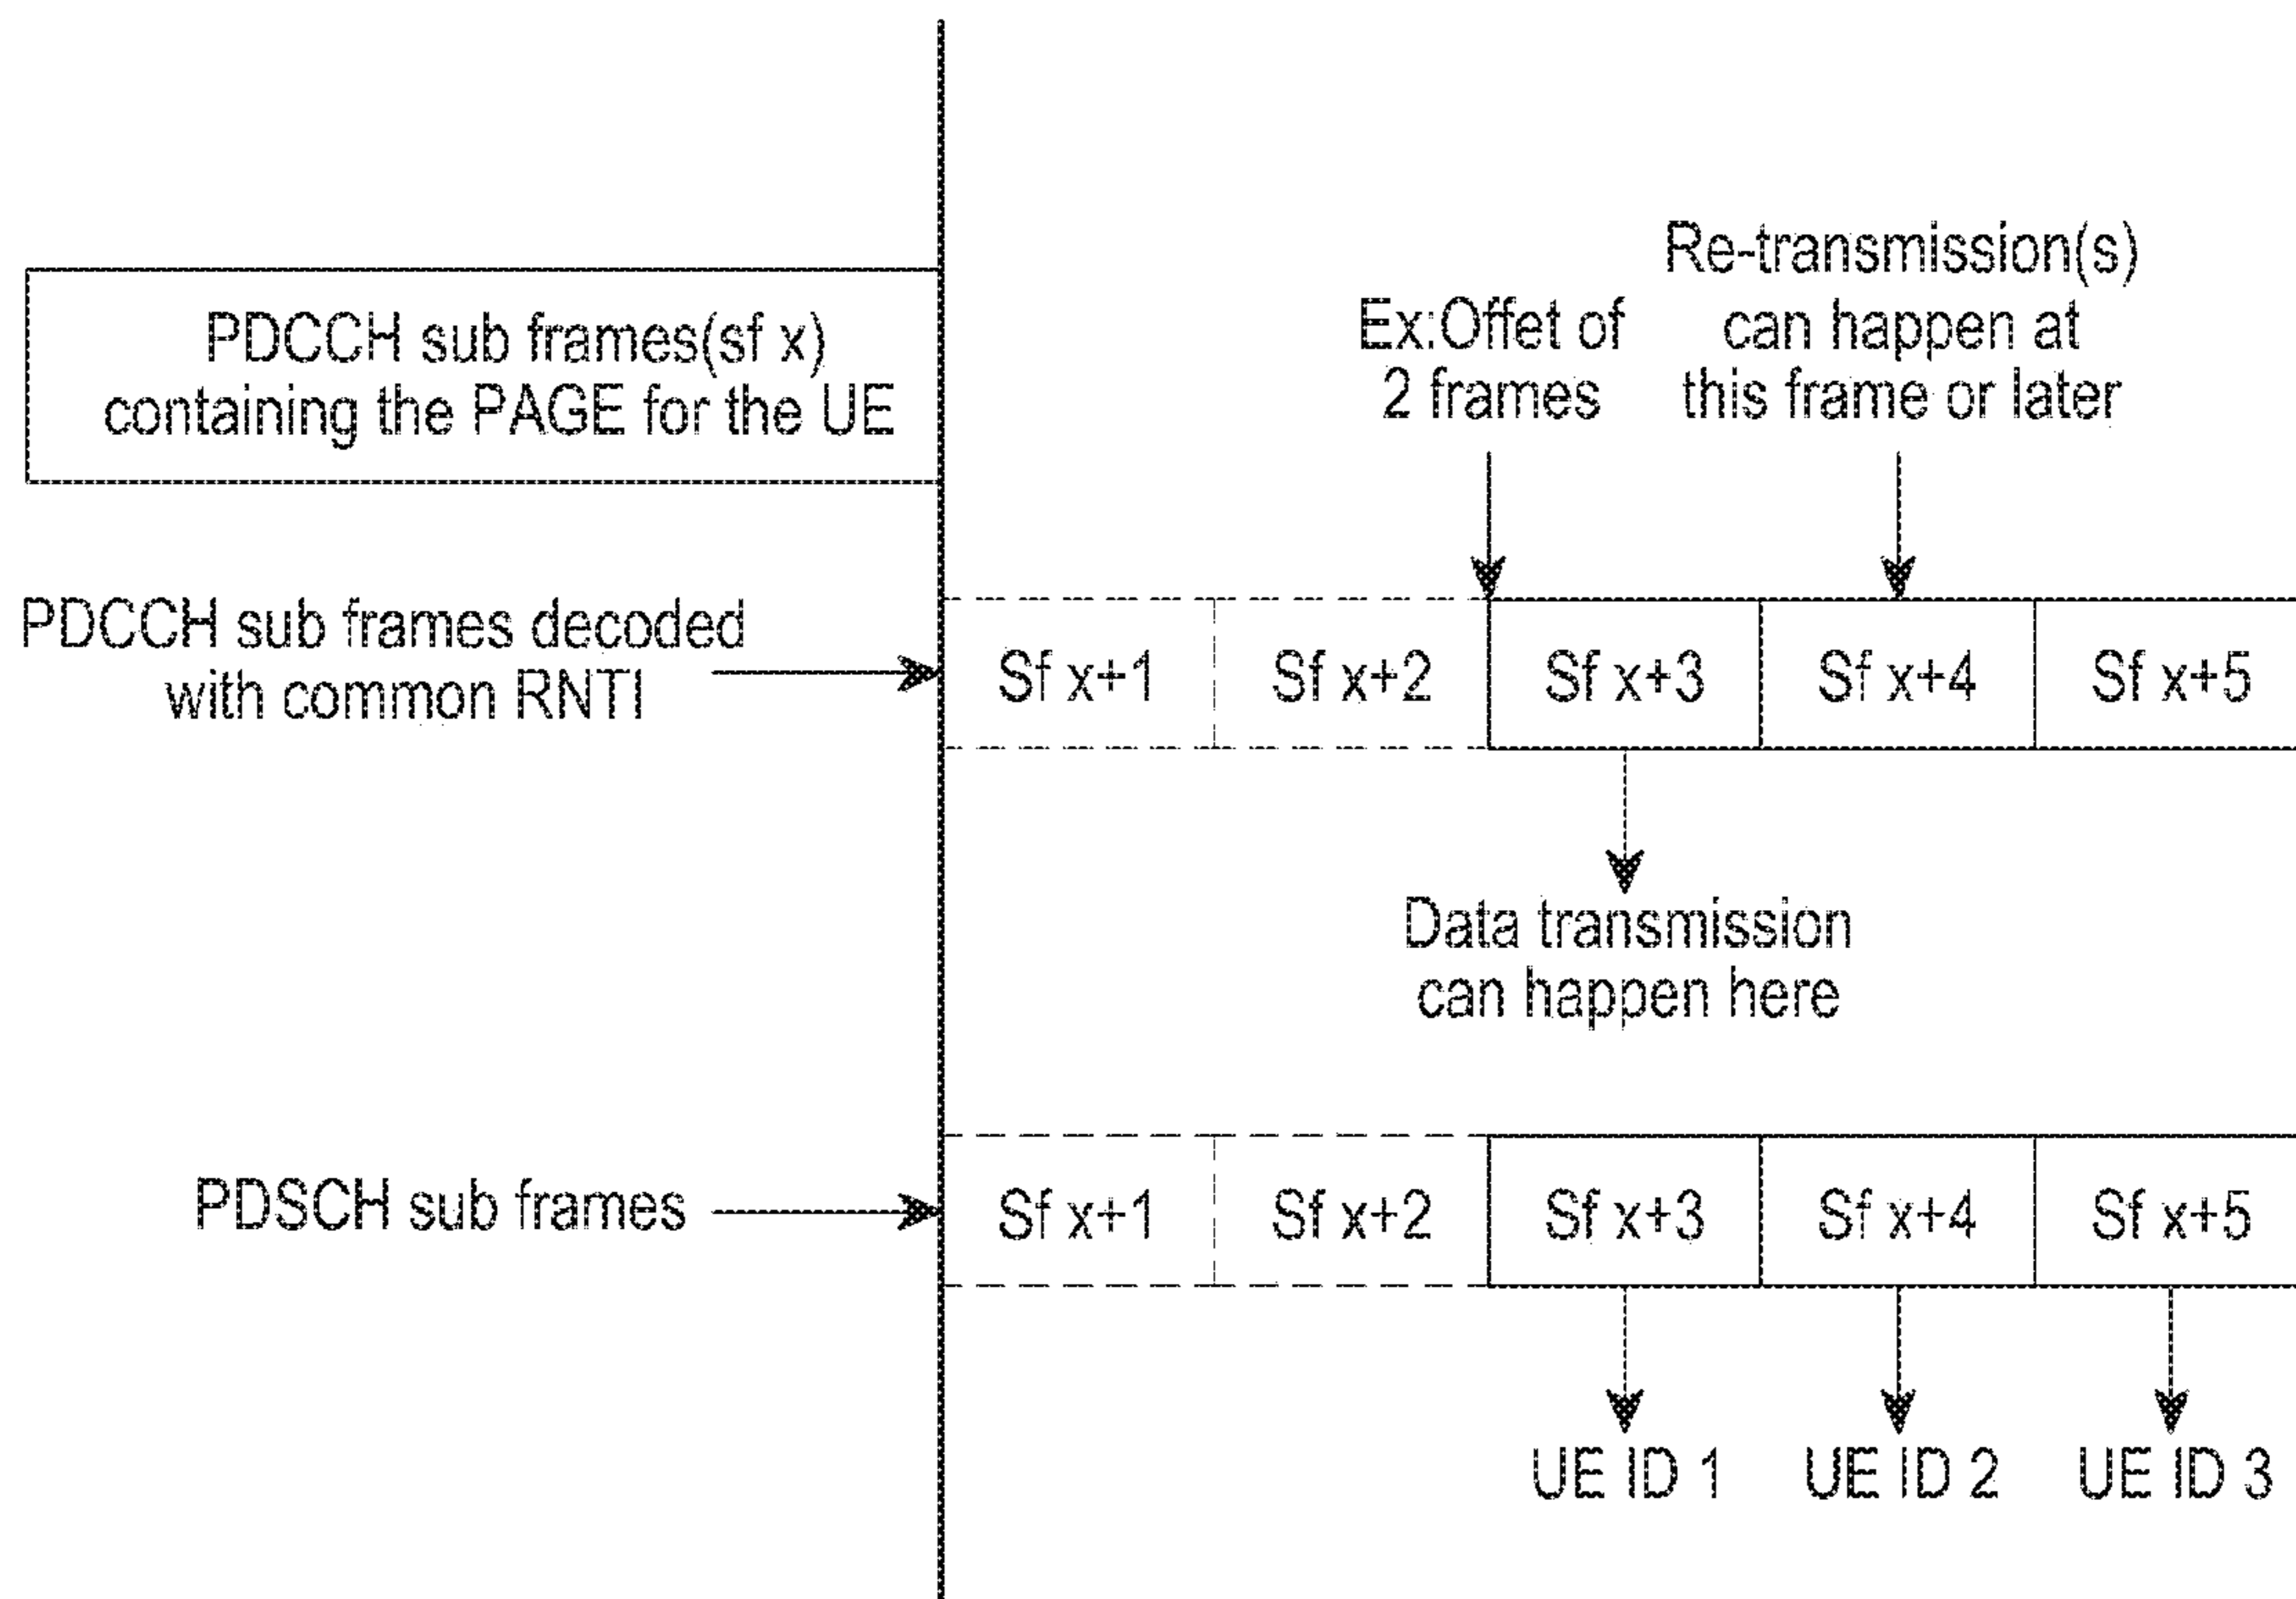 Re-transmission(s)
Ex:Offet of can happen at
2 frames this frame or later
PDCCH sub frames(sf x)
containing the PAGE for the UE
PDCCH sub frames decoded
with common RNTI
Sf x+1 Sf x+2 Sf x+3 Sf x+4 Sf x+5
Data transmission
can happen here
PDSCH sub frames
Sf x+1 Sf x+2 Sf x+3 Sf x+4 Sf x+5
UE ID 1 UE ID 2 UE ID 3